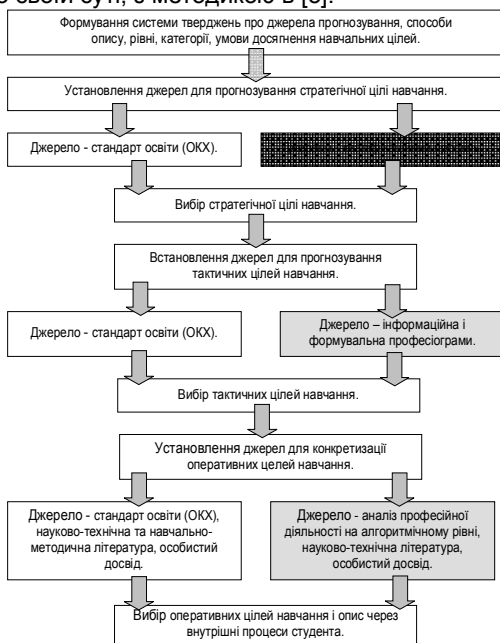 своїй суті, з методикою в [8].
Формування системи тверджень про джерела прогнозування, способи
опису, рівні, категорії, умови досягнення навчальних цілей.
Установлення джерел для прогнозування стратегічної цілі навчання.
Джерело - стандарт освіти (ОКХ).
Вибір стратегічної цілі навчання.
Встановлення джерел для прогнозування
тактичних цілей навчання.
Джерело - стандарт освіти (ОКХ).
Джерело – інформаційна і
формувальна професіограми.
Вибір тактичних цілей навчання.
Установлення джерел для конкретизації
оперативних целей навчання.
Джерело - стандарт освіти (ОКХ),
науково-технічна та навчально-
методична література, особистий
досвід.
Джерело - аналіз професійної
діяльності на алгоритмічному рівні,
науково-технічна література,
особистий досвід.
Вибір оперативних цілей навчання і опис через
внутрішні процеси студента.